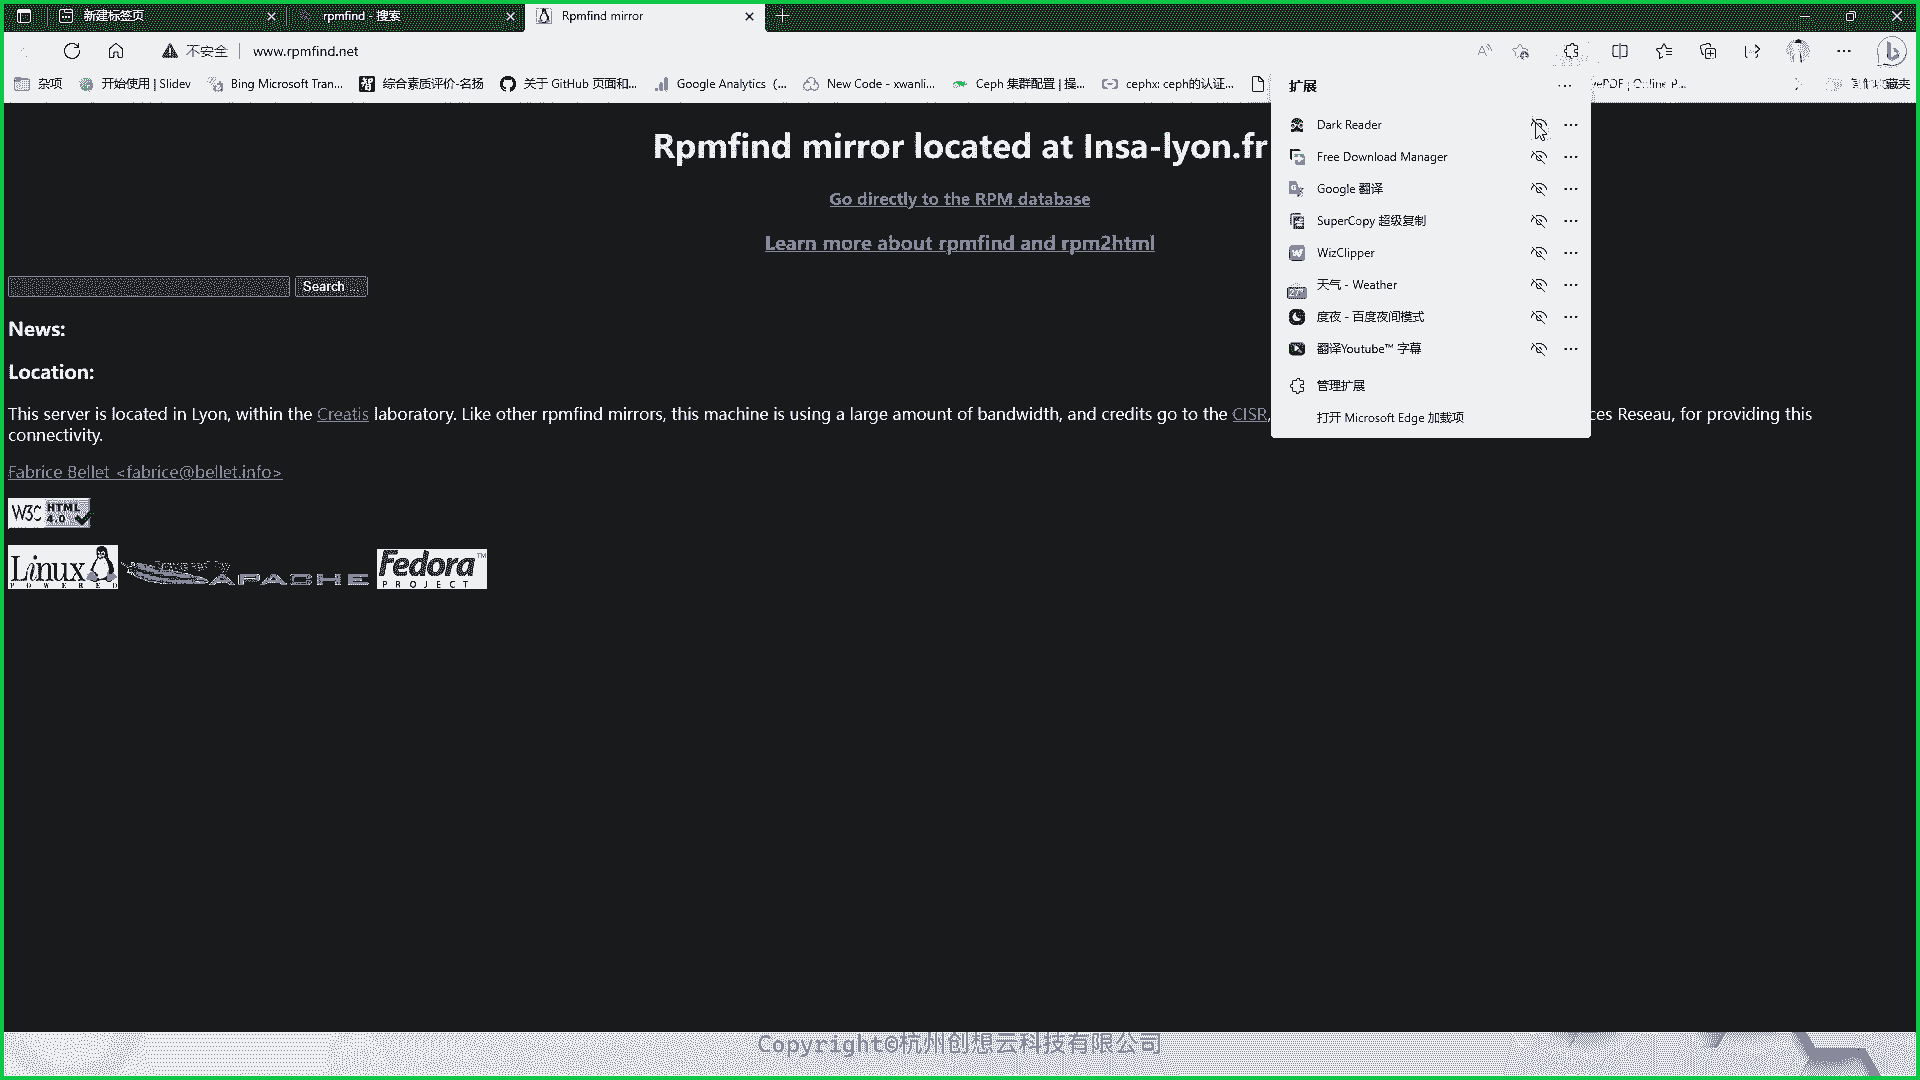 新建标签页
rpmfind - 搜索
Rpmfind mirror
不安全
www.rpmfind.net
杂项
开始使用 | Slidev
Bing Microsoft Tran...
综合素质评价-名扬
关于 GitHub 页面和...
Google Analytics (...
New Code - xwanli...
Ceph 集群配置 | 操...
cephx: ceph的认证...
扩展
Dark Reader
Free Download Manager
Google 翻译
SuperCopy 超级复制
WizClipper
27°
天气 - Weather
度夜 - 百度夜间模式
翻译Youtube™ 字幕
管理扩展
打开 Microsoft Edge 加载项
Rpmfind mirror located at Insa-lyon.fr
Go directly to the RPM database
Learn more about rpmfind and rpm2html
Search ...
News:
Location:
This server is located in Lyon, within the Creatis laboratory. Like other rpmfind mirrors, this machine is using a large amount of bandwidth, and credits go to the CISR, ces Reseau, for providing this
connectivity.
Fabrice Bellet <fabrice@bellet.info>
W3C HTML 4.0
Linux POWERED
Powered by APACHE
Fedora™ PROJECT
Copyright©杭州创想云科技有限公司